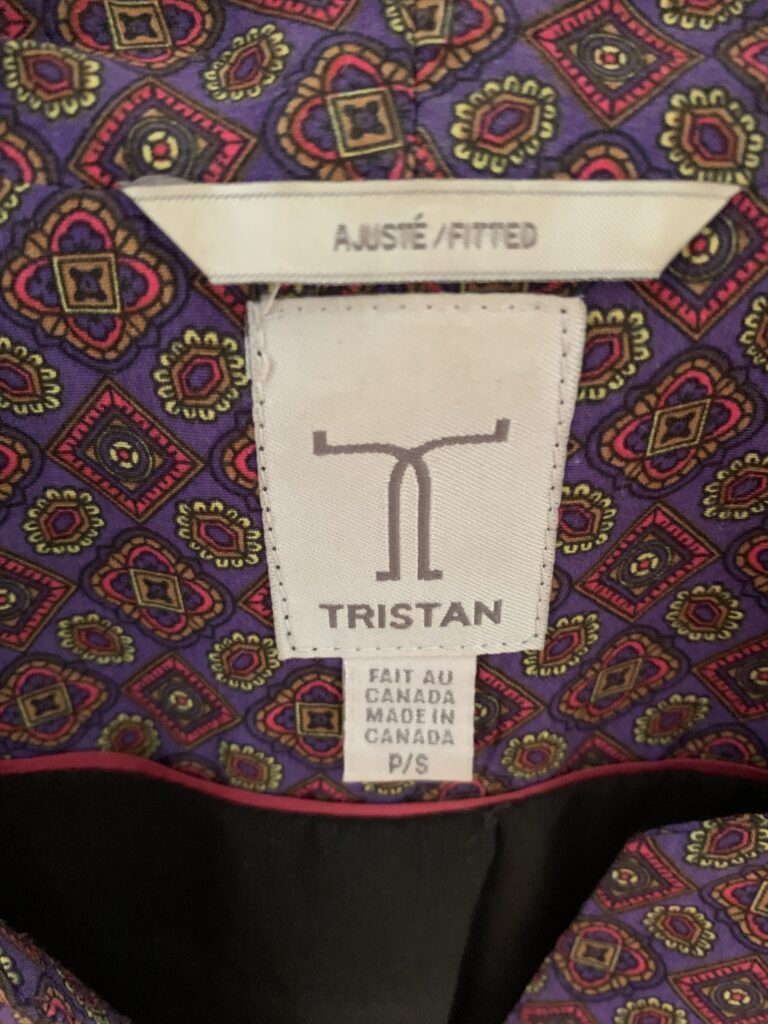 AJUSTÉ /FITTED
TRISTAN
FAIT AU
CANADA
MADE IN
CANADA
P/S